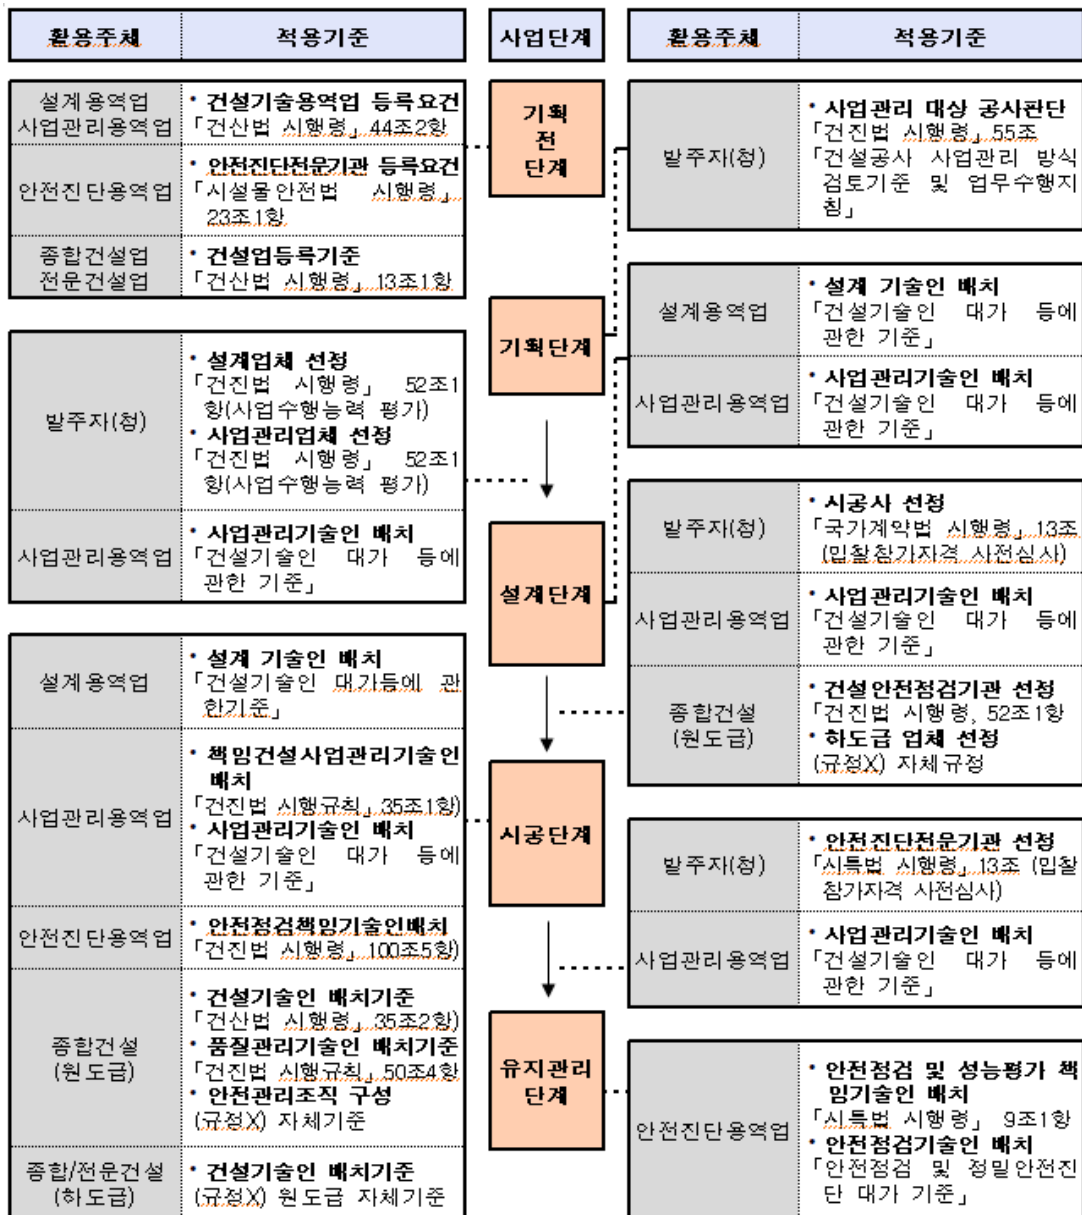 활용주체
적용기준
사업단계
활용주체
적용기준
설계용역업
사업관리용역업
• 건설기술용역업 등록요건
「건산법 시행령」 44조2항
안전진단용역업
• 안전진단전문기관 등록요건
「시설물안전법 시행령」
23조1항
종합건설업
전문건설업
• 건설업등록기준
「건산법 시행령」 13조1항
발주자(청)
• 설계업체 선정
「건진법 시행령」 52조1
항(사업수행능력 평가)
• 사업관리업체 선정
「건진법 시행령」 52조1
항(사업수행능력 평가)
사업관리용역업
• 사업관리기술인 배치
「건설기술인 대가 등에
관한 기준」
설계용역업
• 설계 기술인 배치
「건설기술인 대가등에 관
한기준」
사업관리용역업
• 책임건설사업관리기술인
배치
「건진법 시행규칙」35조1항)
• 사업관리기술인 배치
「건설기술인 대가 등에
관한 기준」
안전진단용역업
• 안전점검책임기술인배치
「건진법 시행령」 100조5항)
종합건설
(원도급)
• 건설기술인 배치기준
「건산법 시행령」35조2항)
• 품질관리기술인 배치기준
「건진법 시행규칙」50조4항
• 안전관리조직 구성
(규정X) 자체기준
종합/전문건설
(하도급)
• 건설기술인 배치기준
(규정X) 원도급 자체기준
기획
전
단계
기획단계
설계단계
시공단계
유지관리
단계
발주자(청)
• 사업관리 대상 공사판단
「건진법 시행령」55조
「건설공사 사업관리 방식
검토기준 및 업무수행지
침」
설계용역업
• 설계 기술인 배치
「건설기술인 대가 등에
관한 기준」
사업관리용역업
• 사업관리기술인 배치
「건설기술인 대가 등에
관한 기준」
발주자(청)
• 시공사 선정
「국가계약법 시행령」13조
(입찰참가자격 사전심사)
사업관리용역업
• 사업관리기술인 배치
「건설기술인 대가 등에
관한 기준」
종합건설
(원도급)
• 건설안전점검기관 선정
「건진법 시행령, 52조1항
• 하도급 업체 선정
(규정X) 자체규정
발주자(청)
• 안전진단전문기관 선정
「시특법 시행령」13조 (입찰
참가자격 사전심사)
사업관리용역업
• 사업관리기술인 배치
「건설기술인 대가 등에
관한 기준」
안전진단용역업
• 안전점검 및 성능평가 책
임기술인 배치
「시특법 시행령」 9조1항
• 안전점검기술인 배치
「안전점검 및 정밀안전진
단 대가 기준」